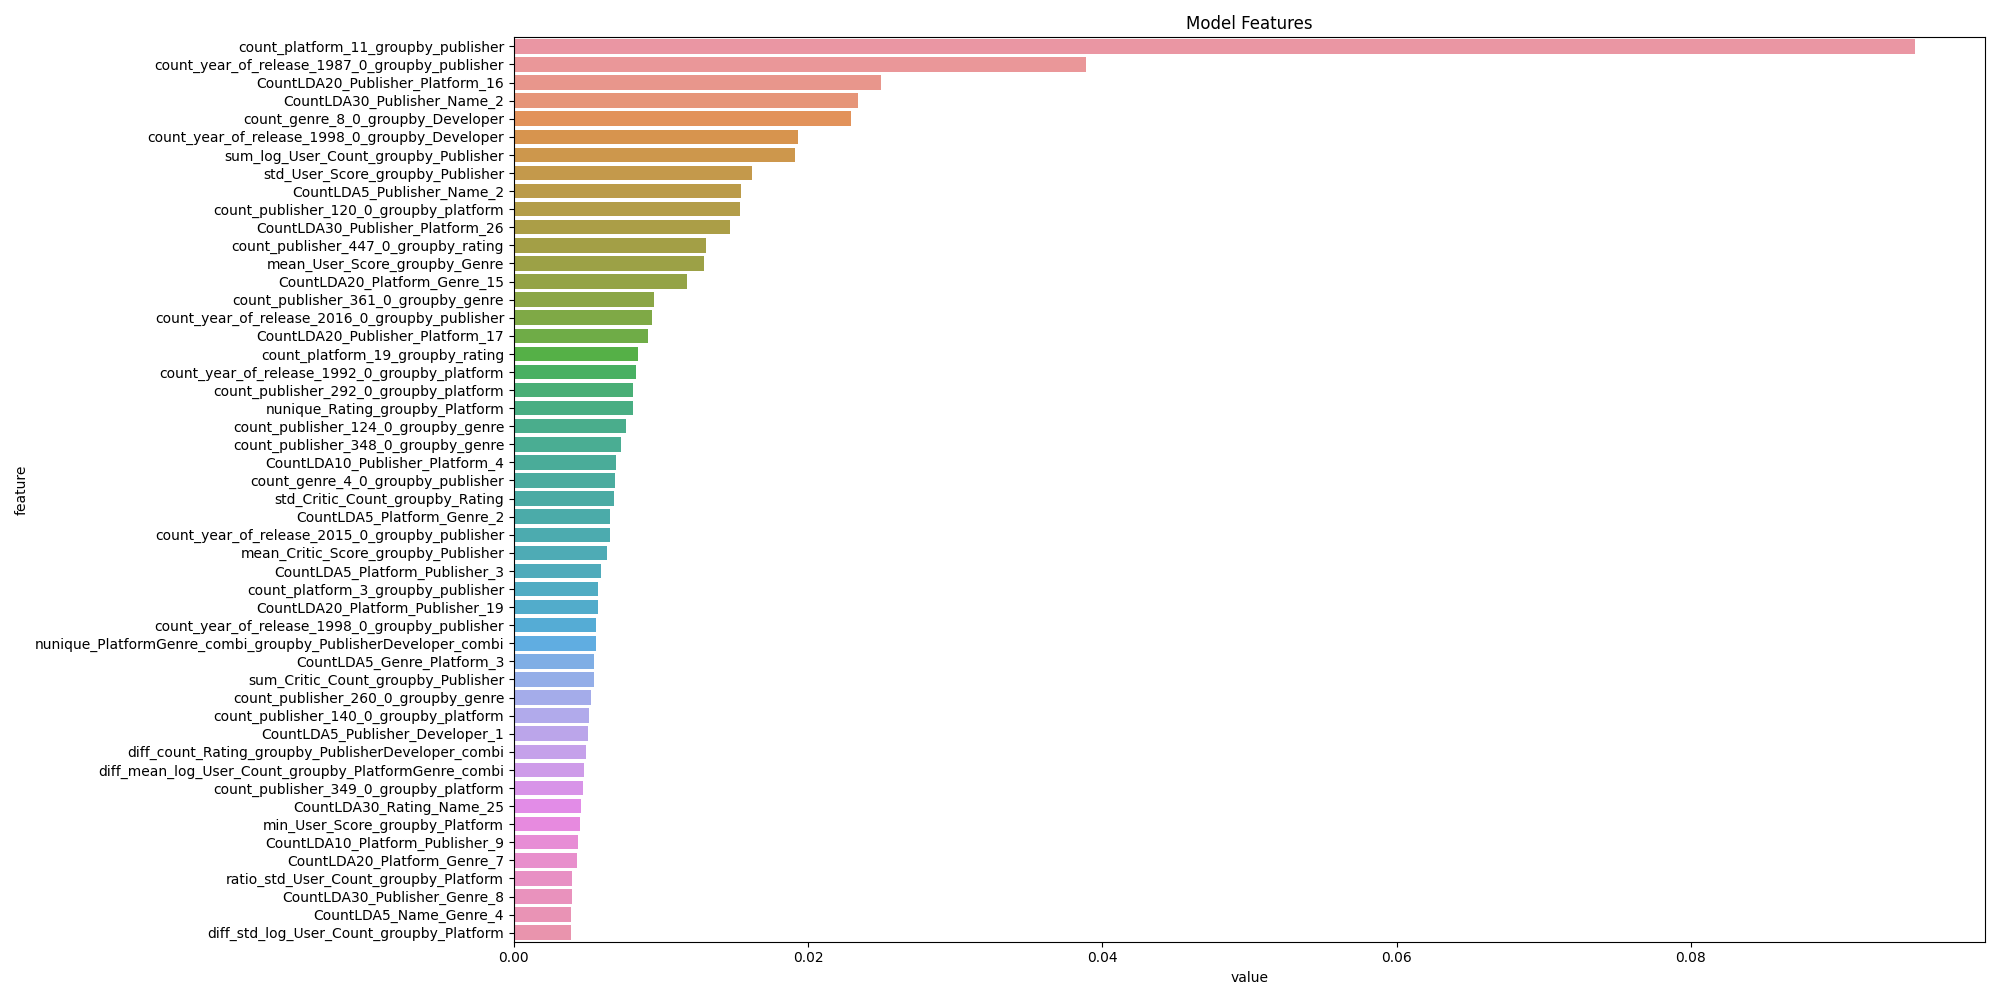 Model Features
count_platform_11_groupby_publisher
count_year_of_release_1987_0_groupby_publisher
CountLDA20_Publisher_Platform_16
CountLDA30_Publisher_Name_2
count_genre_8_0_groupby_Developer
count_year_of_release_1998_0_groupby_Developer
sum_log_User_Count_groupby_Publisher
std_User_Score_groupby_Publisher
CountLDA5_Publisher_Name_2
count_publisher_120_0_groupby_platform
CountLDA30_Publisher_Platform_26
count_publisher_447_0_groupby_rating
mean_User_Score_groupby_Genre
CountLDA20_Platform_Genre_15
count_publisher_361_0_groupby_genre
count_year_of_release_2016_0_groupby_publisher
CountLDA20_Publisher_Platform_17
count_platform_19_groupby_rating
count_year_of_release_1992_0_groupby_platform
count_publisher_292_0_groupby_platform
nunique_Rating_groupby_Platform
count_publisher_124_0_groupby_genre
count_publisher_348_0_groupby_genre
CountLDA10_Publisher_Platform_4
count_genre_4_0_groupby_publisher
std_Critic_Count_groupby_Rating
CountLDA5_Platform_Genre_2
count_year_of_release_2015_0_groupby_publisher
mean_Critic_Score_groupby_Publisher
CountLDA5_Platform_Publisher_3
count_platform_3_groupby_publisher
CountLDA20_Platform_Publisher_19
count_year_of_release_1998_0_groupby_publisher
nunique_PlatformGenre_combi_groupby_PublisherDeveloper_combi
CountLDA5_Genre_Platform_3
sum_Critic_Count_groupby_Publisher
count_publisher_260_0_groupby_genre
count_publisher_140_0_groupby_platform
CountLDA5_Publisher_Developer_1
diff_count_Rating_groupby_PublisherDeveloper_combi
diff_mean_log_User_Count_groupby_PlatformGenre_combi
count_publisher_349_0_groupby_platform
CountLDA30_Rating_Name_25
min_User_Score_groupby_Platform
CountLDA10_Platform_Publisher_9
CountLDA20_Platform_Genre_7
ratio_std_User_Count_groupby_Platform
CountLDA30_Publisher_Genre_8
CountLDA5_Name_Genre_4
diff_std_log_User_Count_groupby_Platform
feature
0.00 0.02 0.04 0.06 0.08
value